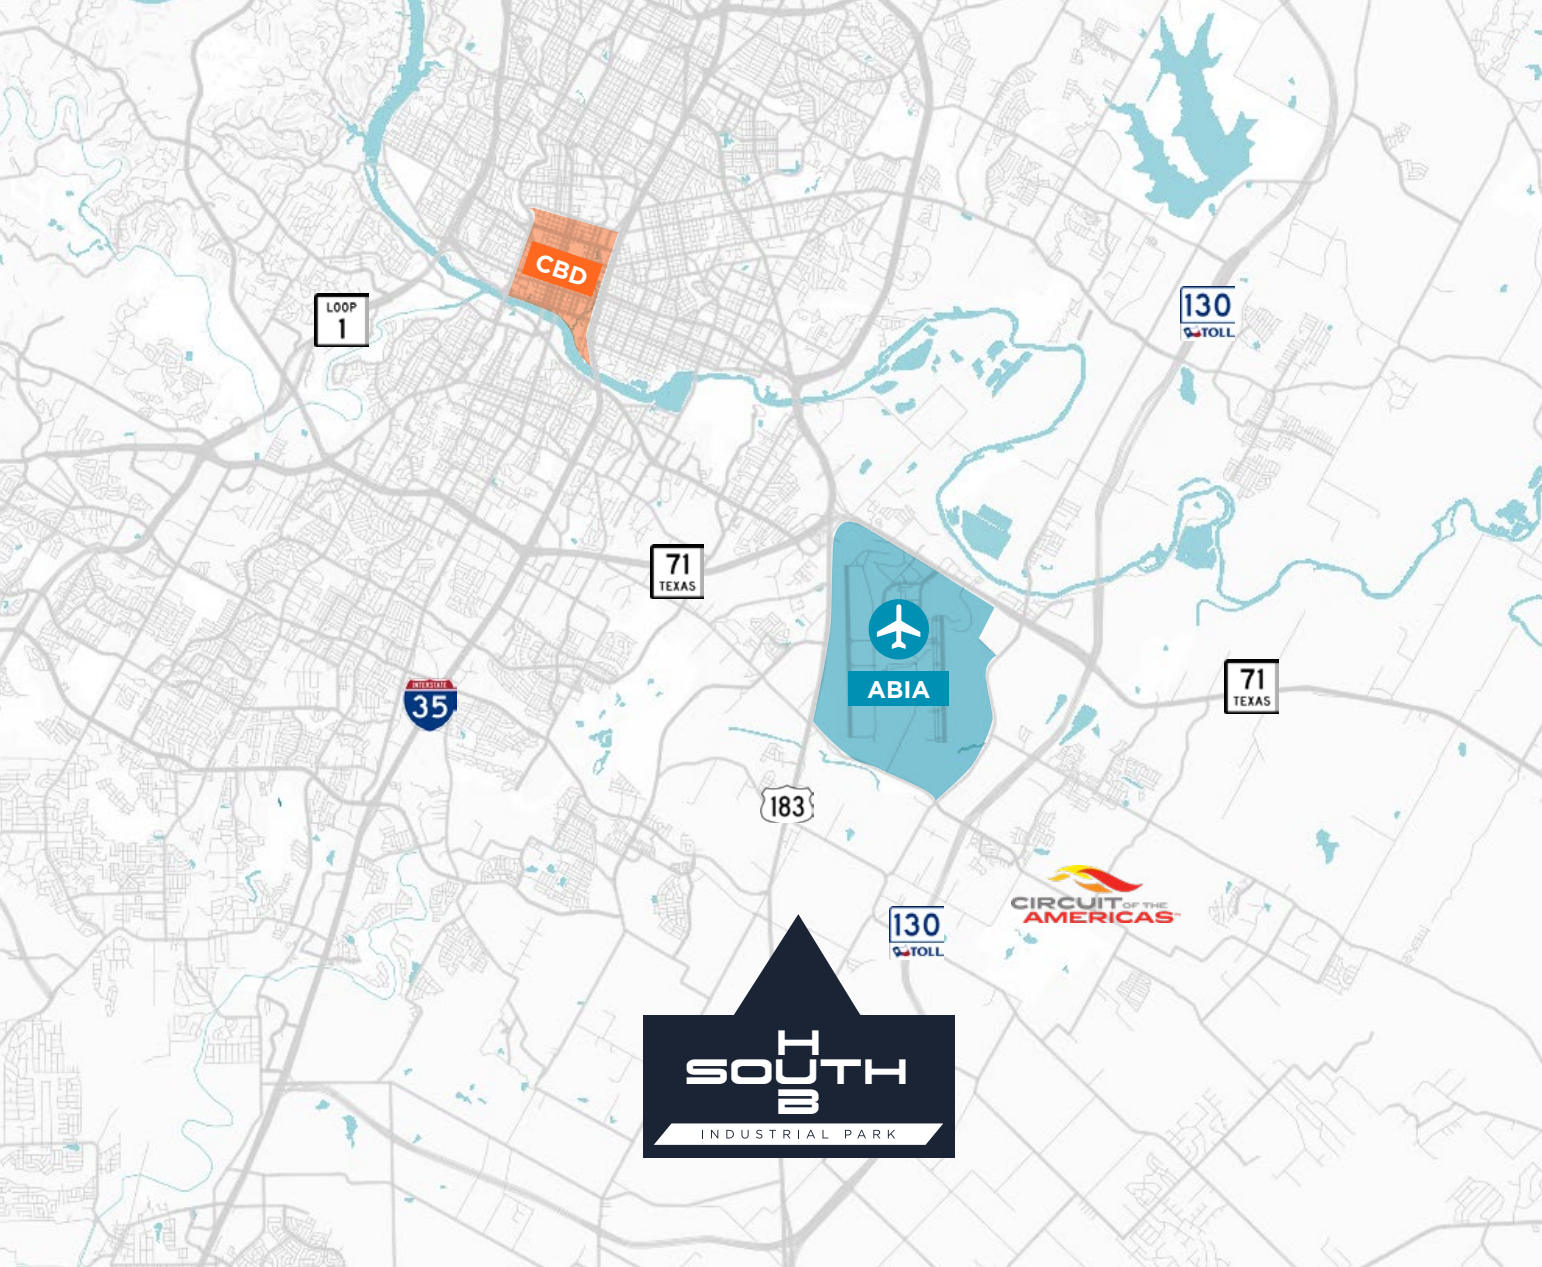 CBD
LOOP
1
130
TOLL
71
TEXAS
ABIA
71
TEXAS
INTERSTATE
35
183
CIRCUIT OF THE
AMERICAS
130
TOLL
SOUTH
HUB
INDUSTRIAL PARK